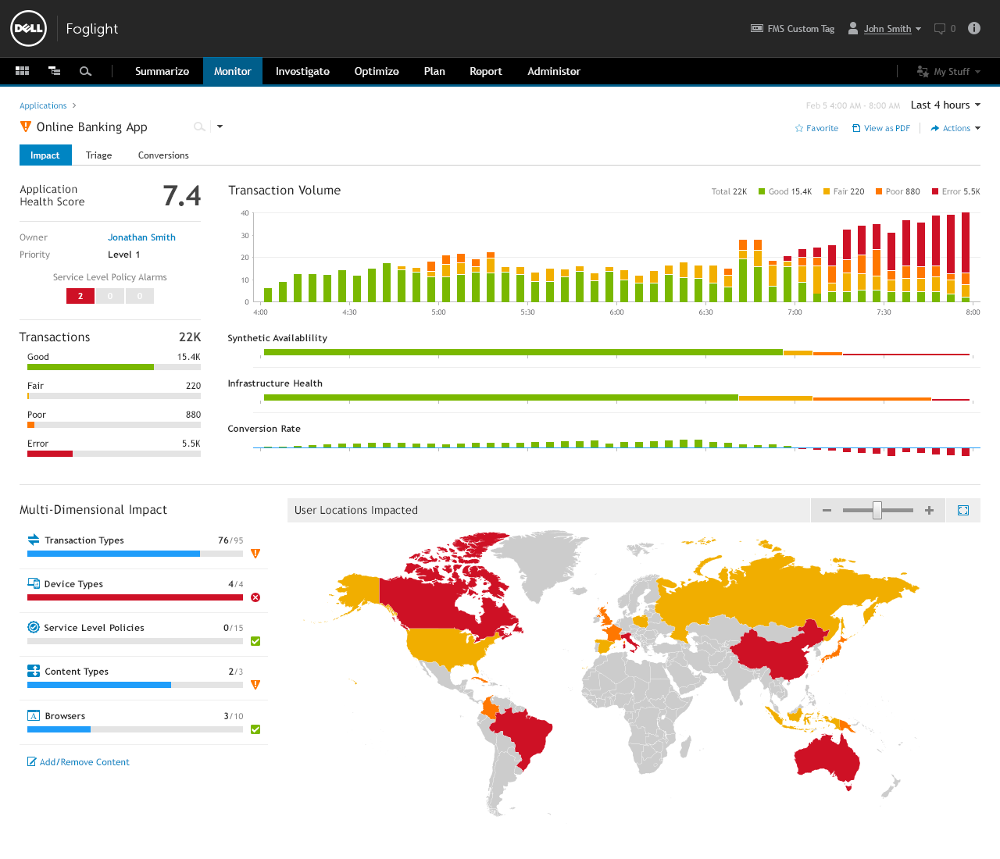 DELL Foglight
FMS Custom Tag John Smith 0
Summarize Monitor Investigate Optimize Plan Report Administer My Stuff
Applications >
Feb 5 4:00 AM - 8:00 AM Last 4 hours
Online Banking App
Favorite View as PDF Actions
Impact Triage Conversions
Application
Health Score
7.4
Owner Jonathan Smith
Priority Level 1
Service Level Policy Alarms
2 0 0
Transactions 22K
Good 15.4K
Fair 220
Poor 880
Error 5.5K
Transaction Volume
Total 22K Good 15.4K Fair 220 Poor 880 Error 5.5K
40
30
20
10
0
4:00 4:30 5:00 5:30 6:00 6:30 7:00 7:30 8:00
Synthetic Availablility
Infrastructure Health
Conversion Rate
Multi-Dimensional Impact
Transaction Types 76/95
Device Types 4/4
Service Level Policies 0/15
Content Types 2/3
A Browsers 3/10
Add/Remove Content
User Locations Impacted